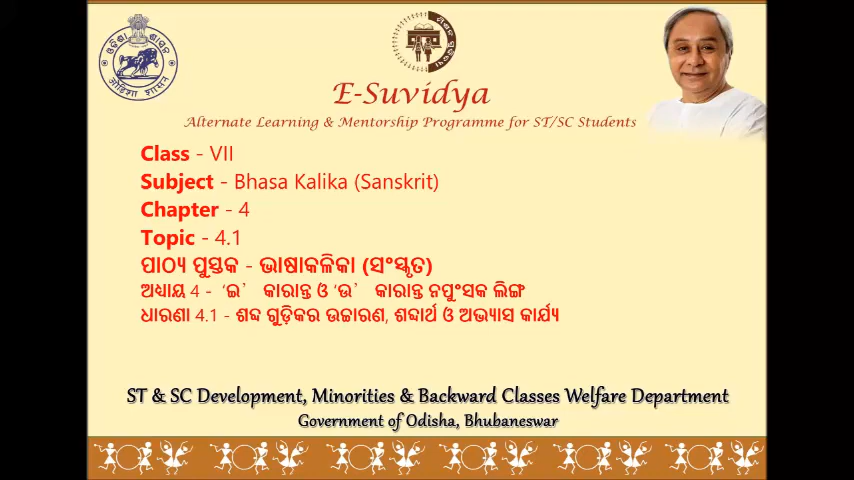 E-Suvidya
Alternate Learning & Mentorship Programme for ST/SC Students
Class - VII
Subject - Bhasa Kalika (Sanskrit)
Chapter - 4
Topic - 4.1
ପାଠ୍ୟ ପୁସ୍ତକ - ଭାଷାକଳିକା (ସଂସ୍କୃତ)
ଅଧ୍ୟାୟ 4 - ‘ଇ’ କାରାନ୍ତ ଓ ‘ଉ’ କାରାନ୍ତ ନପୁଂସକ ଲିଙ୍ଗ
ଧାରଣା 4.1 - ଶବ୍ଦ ଗୁଡ଼ିକର ଉଚ୍ଚାରଣ, ଶବ୍ଦାର୍ଥ ଓ ଅଭ୍ୟାସ କାର୍ଯ୍ୟ
ST & SC Development, Minorities & Backward Classes Welfare Department
Government of Odisha, Bhubaneswar